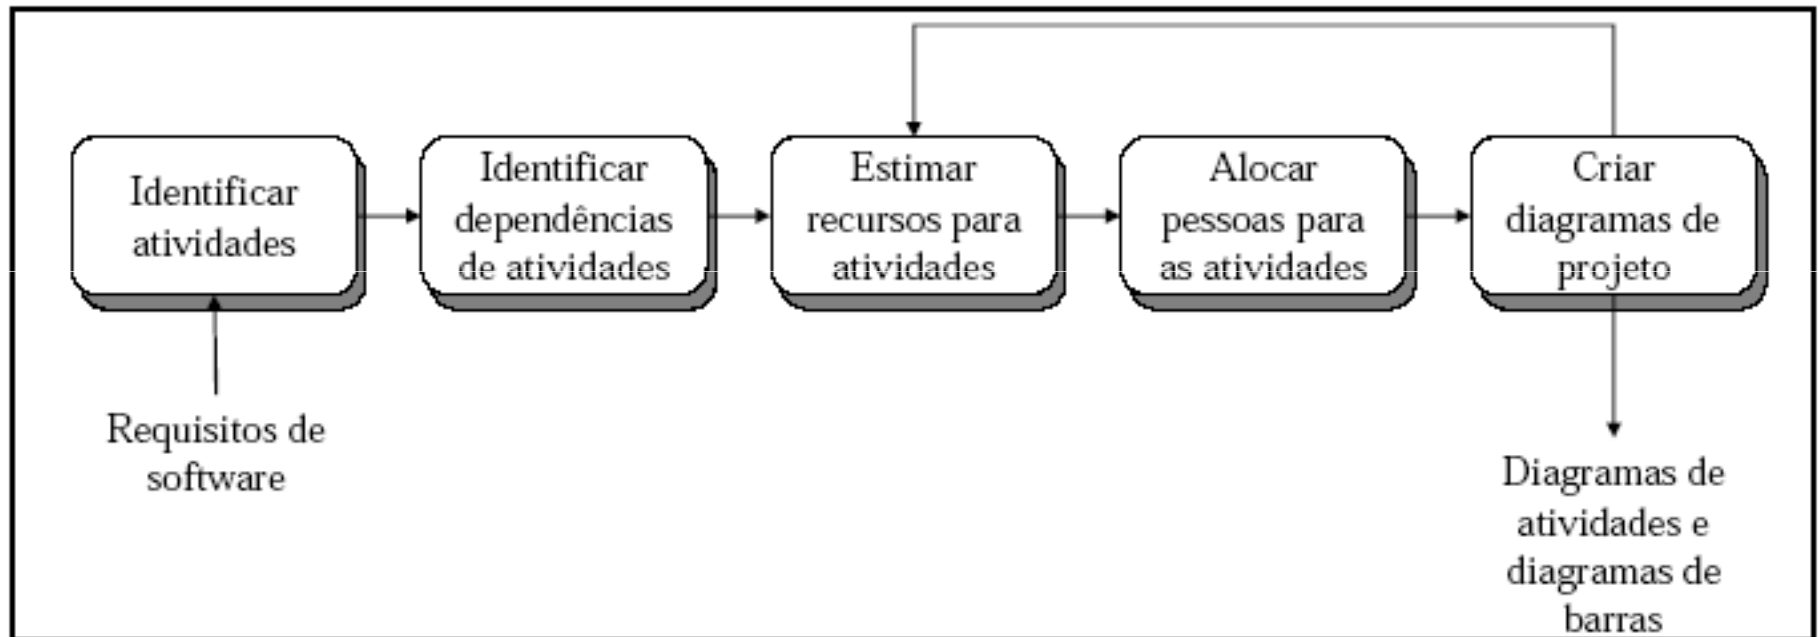 Identificar
atividades
Identificar
dependências
de atividades
Estimar
recursos para
atividades
Alocar
pessoas para
as atividades
Criar
diagramas de
projeto
Requisitos de
software
Diagramas de
atividades e
diagramas de
barras